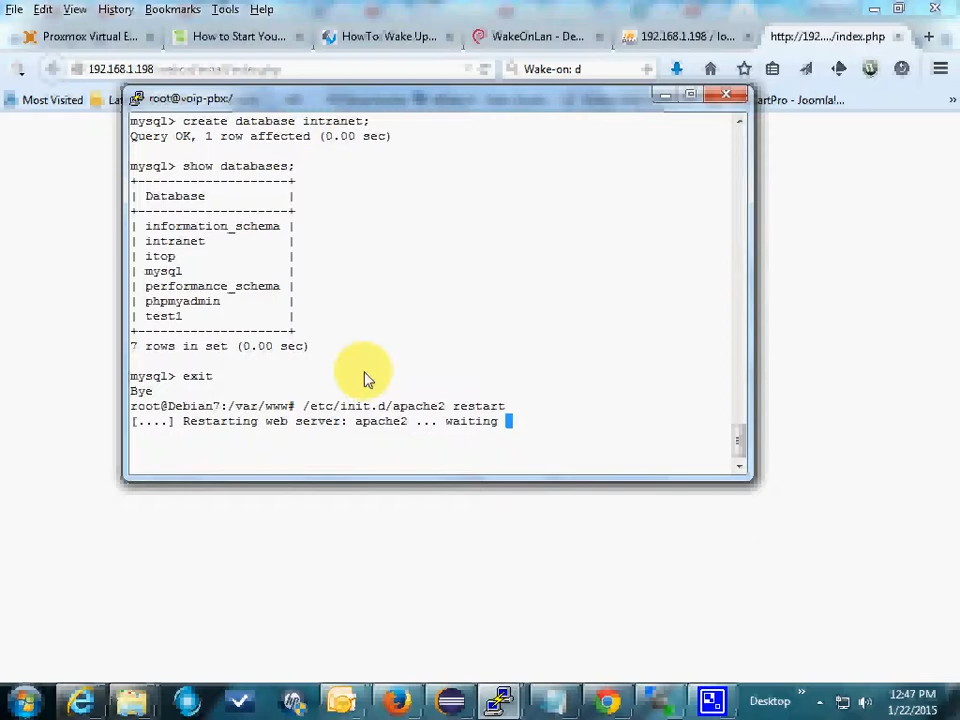 File Edit View History Bookmarks Tools Help
Proxmox Virtual E... How to Start You... HowTo: Wake Up... WakeOnLan - De... 192.168.1.198 / lo... http://192..../index.php
192.168.1.198 Wake-on: d
Most Visited artPro - Joomla!... »
root@voip-pbx:/
mysql> create database intranet;
Query OK, 1 row affected (0.00 sec)
mysql> show databases;
+--------------------+
| Database |
+--------------------+
| information_schema |
| intranet |
| itop |
| mysql |
| performance_schema |
| phpmyadmin |
| test1 |
+--------------------+
7 rows in set (0.00 sec)
mysql> exit
Bye
root@Debian7:/var/www# /etc/init.d/apache2 restart
[....] Restarting web server: apache2 ... waiting
Desktop » 12:47 PM
1/22/2015